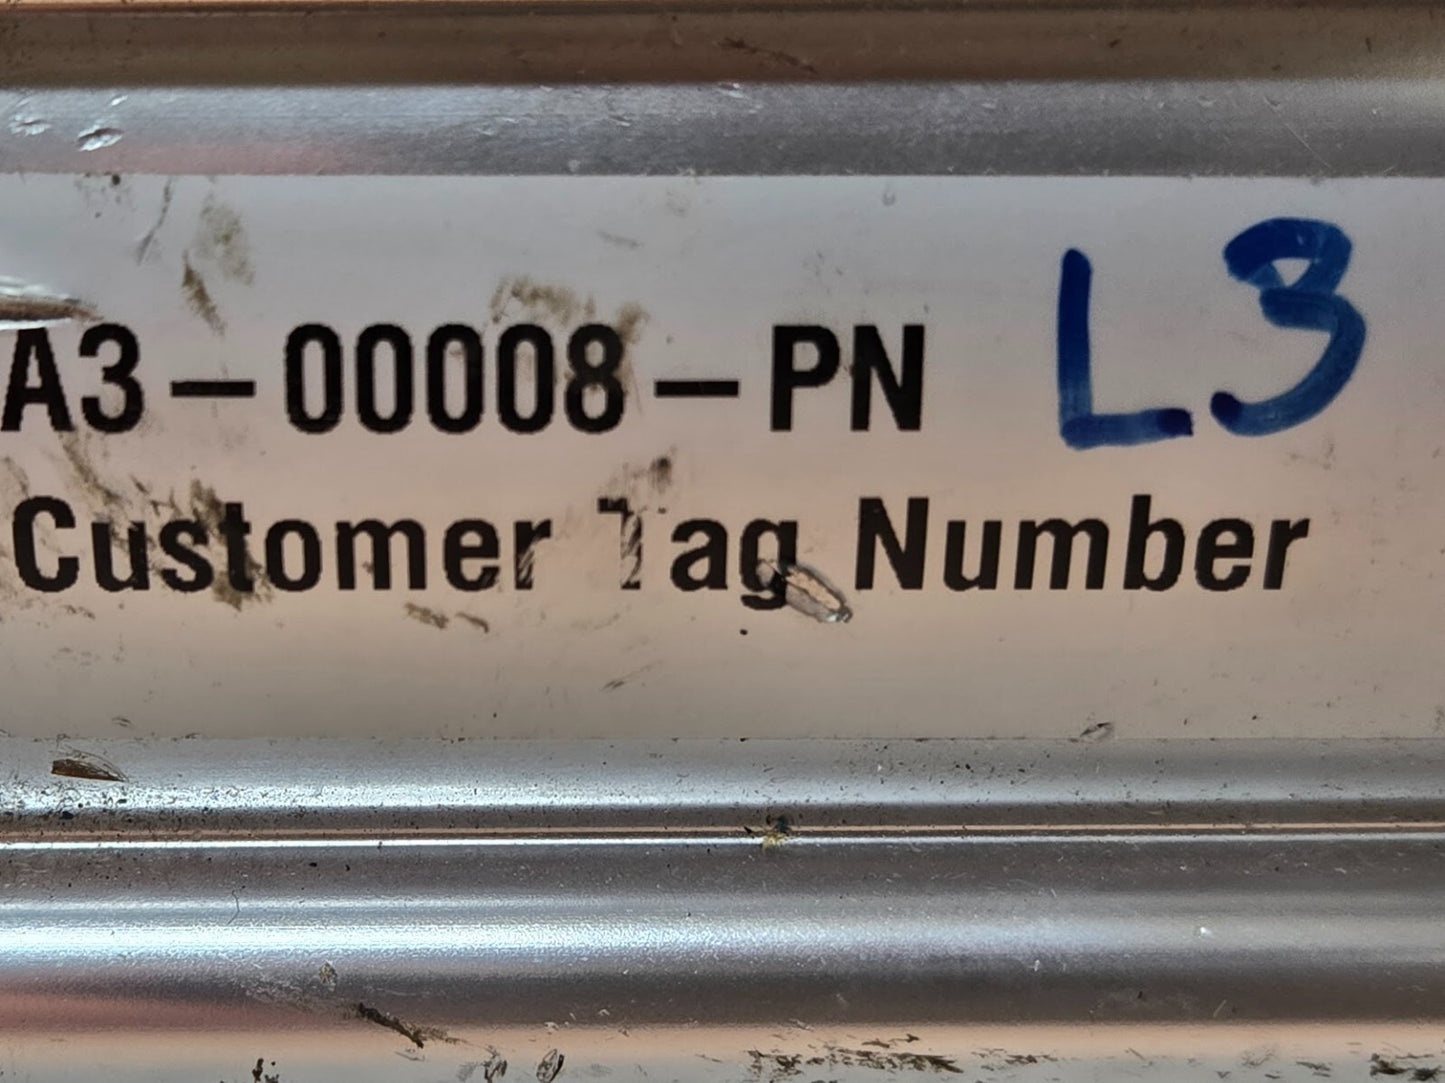 A3-00008-PN L3
Customer Tag Number